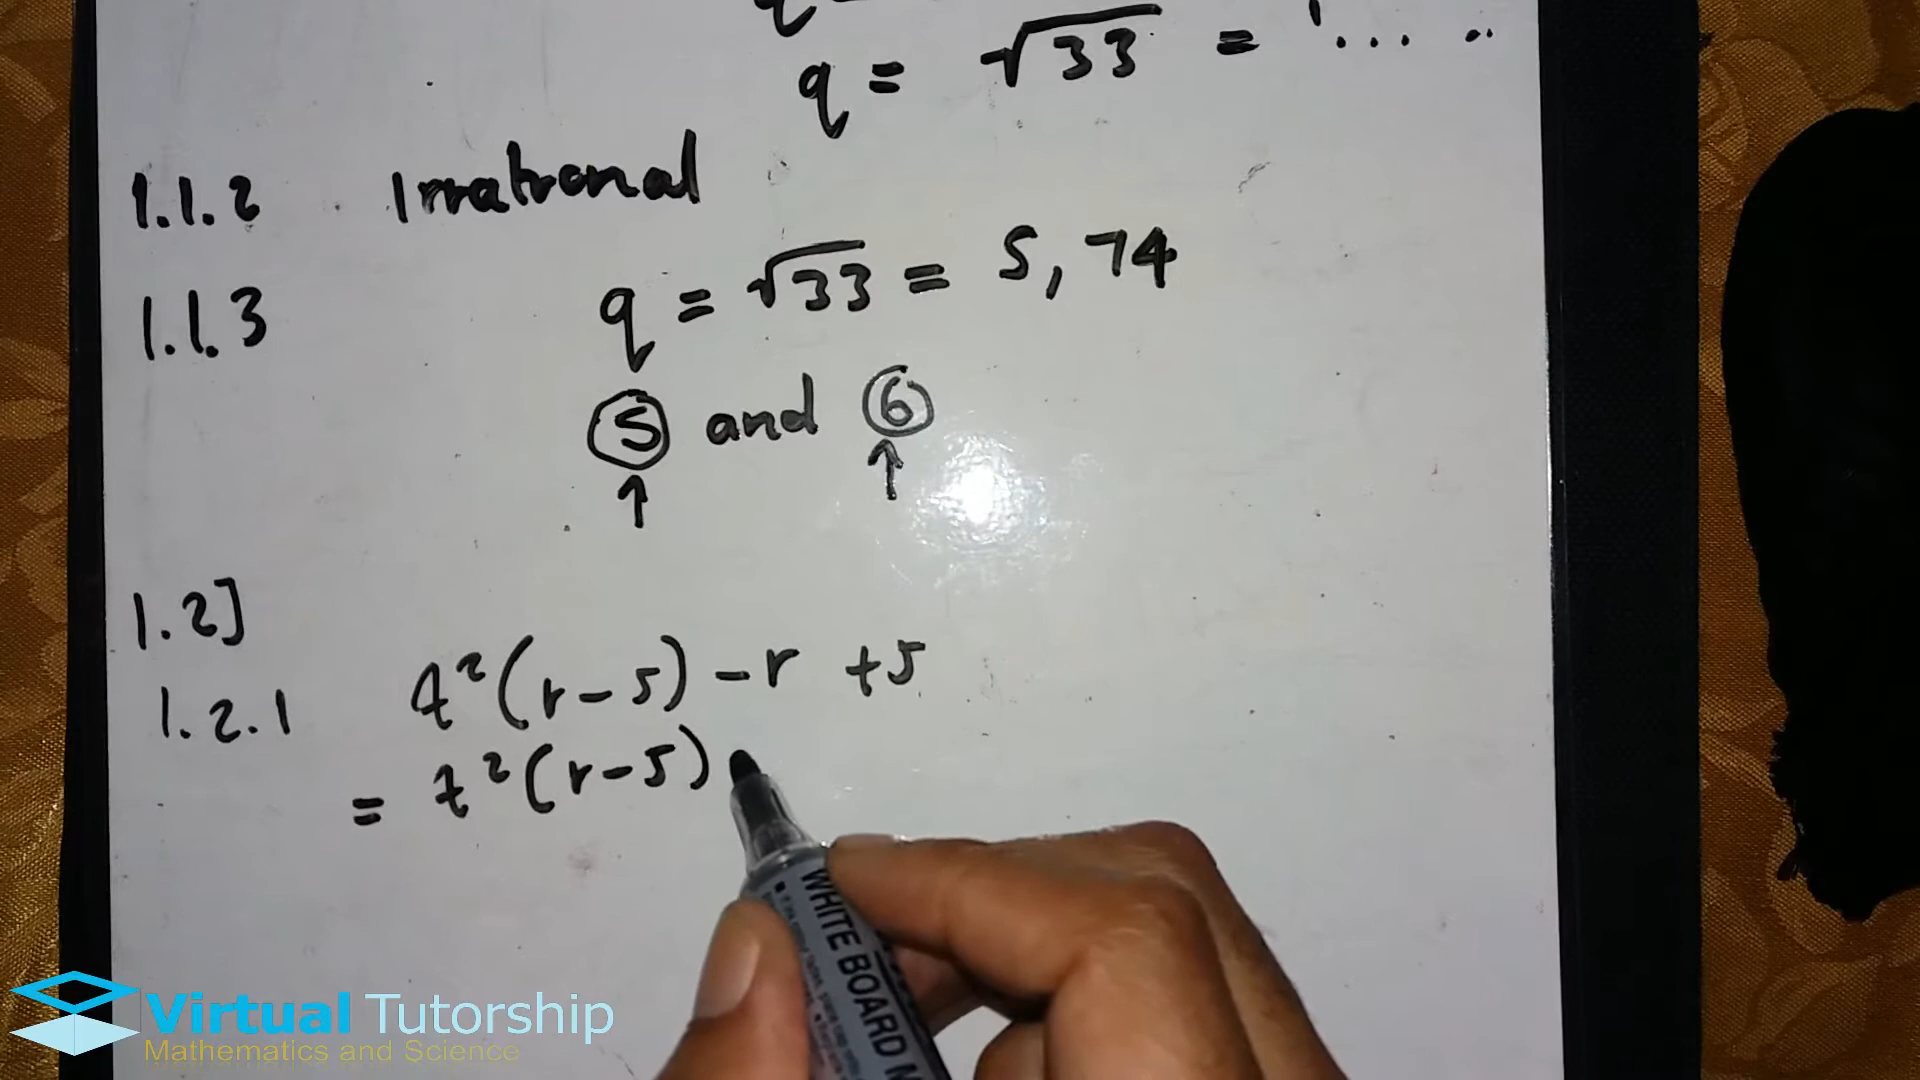 q = √33 = ... ..
1.1.2 Irrational
1.1.3 q = √33 = 5,74
5 and 6
↑ ↑
1.2]
1.2.1 t²(r-5) -r +5
= t²(r-5)
WHITE BOARD
Virtual Tutorship
Mathematics and Science